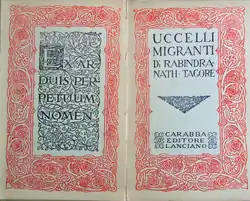 EX AR
DUIS PER
PETUUM
NOMEN
UCCELLI
MIGRANTI
DI RABINDRA
NATH·TAGORE
CARABBA
EDITORE
LANCIANO